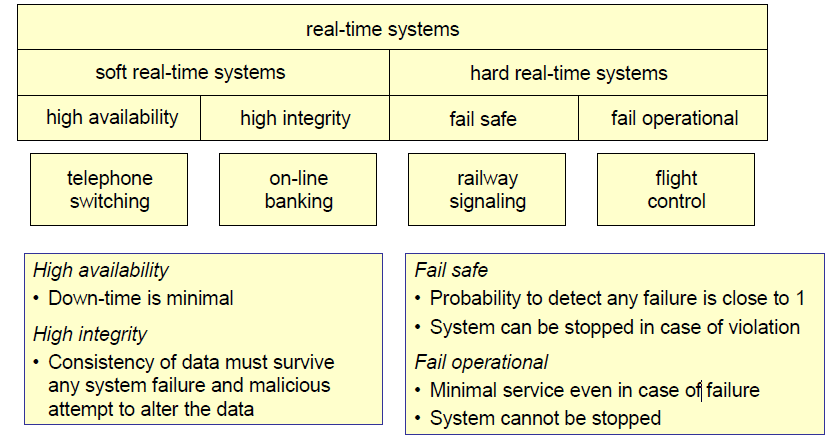 real-time systems
soft real-time systems
hard real-time systems
high availability
high integrity
fail safe
fail operational
telephone
switching
on-line
banking
railway
signaling
flight
control
High availability
• Down-time is minimal
High integrity
• Consistency of data must survive
any system failure and malicious
attempt to alter the data
Fail safe
• Probability to detect any failure is close to 1
• System can be stopped in case of violation
Fail operational
• Minimal service even in case of failure
• System cannot be stopped